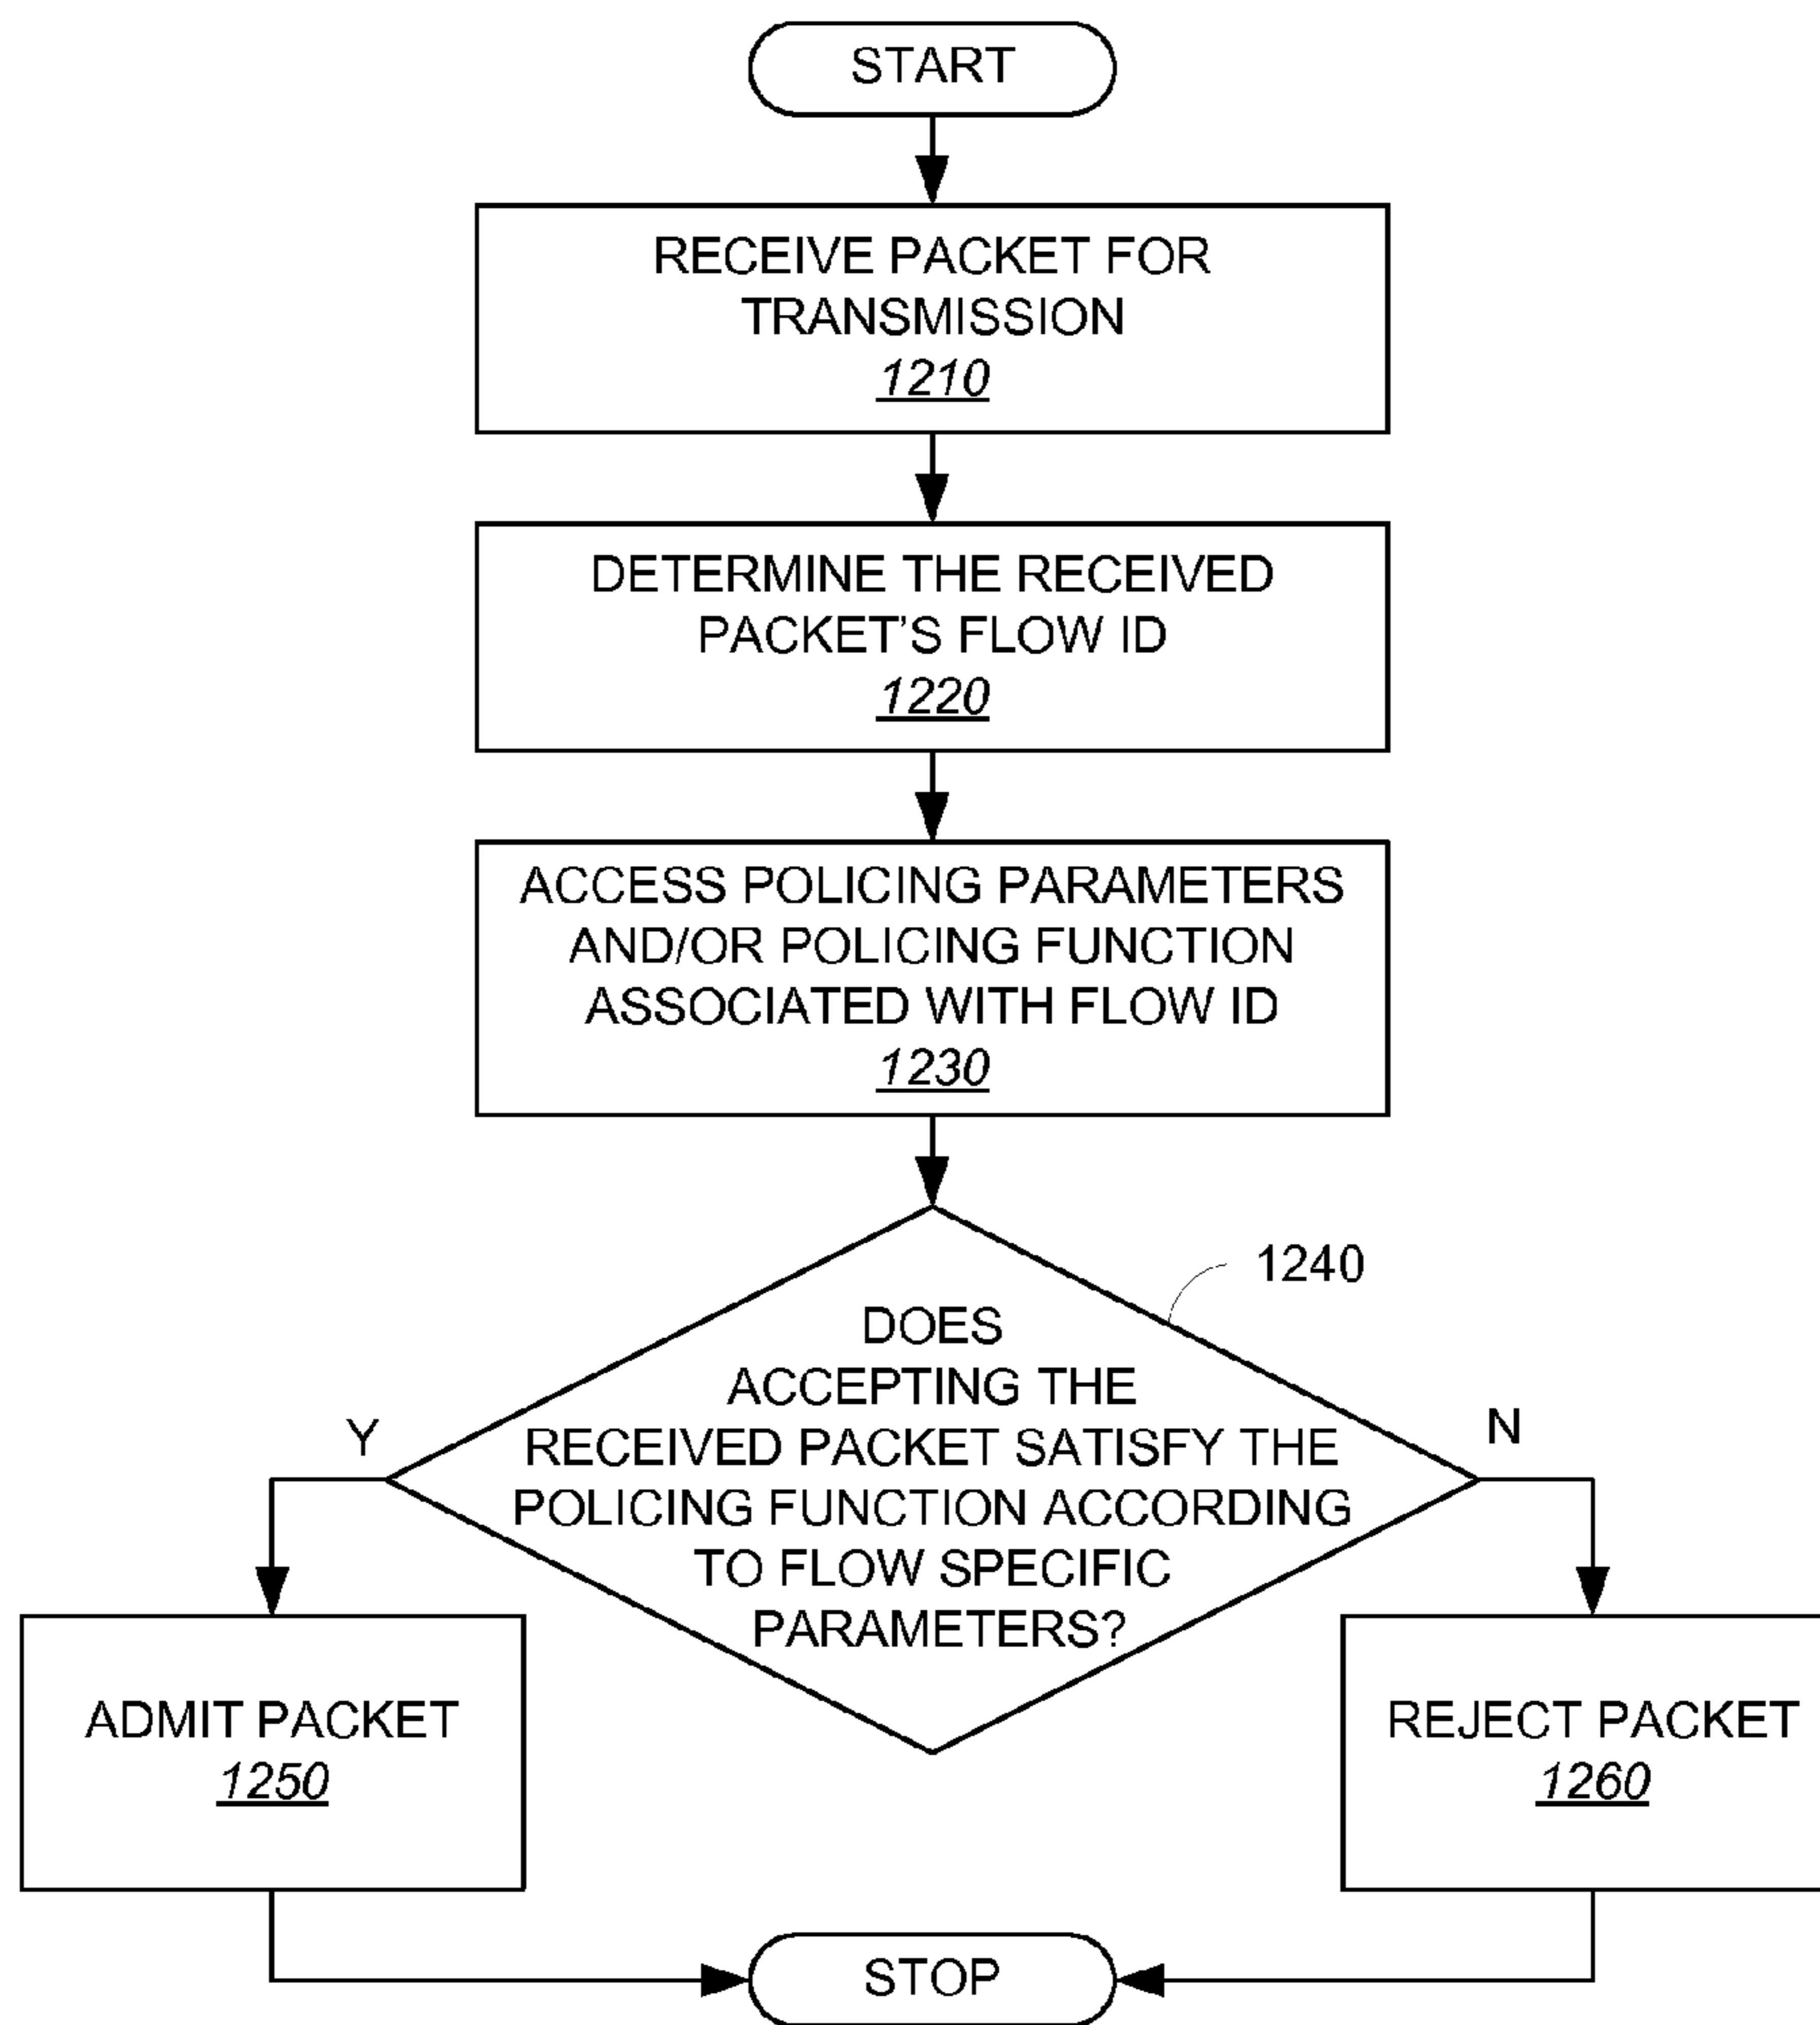 START
RECEIVE PACKET FOR
TRANSMISSION
1210
DETERMINE THE RECEIVED
PACKET'S FLOW ID
1220
ACCESS POLICING PARAMETERS
AND/OR POLICING FUNCTION
ASSOCIATED WITH FLOW ID
1230
1240
DOES
ACCEPTING THE
RECEIVED PACKET SATISFY THE
POLICING FUNCTION ACCORDING
TO FLOW SPECIFIC
PARAMETERS?
Y
N
ADMIT PACKET
1250
REJECT PACKET
1260
STOP